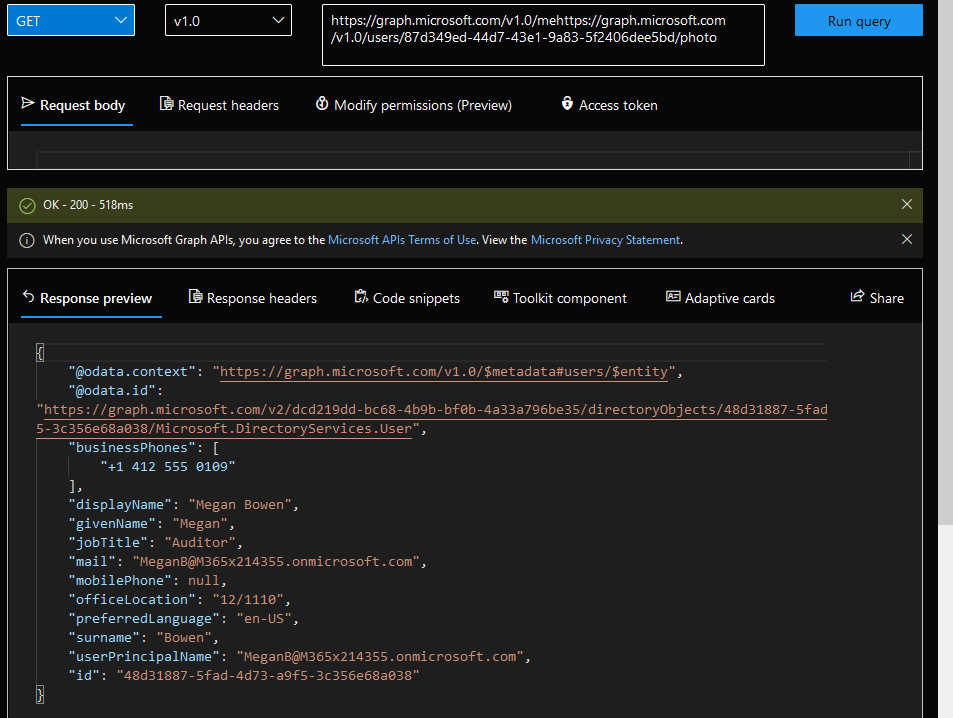 GET
v1.0
https://graph.microsoft.com/v1.0/mehttps://graph.microsoft.com
/v1.0/users/87d349ed-44d7-43e1-9a83-5f2406dee5bd/photo
Run query
Request body
Request headers
Modify permissions (Preview)
Access token
OK - 200 - 518ms
When you use Microsoft Graph APIs, you agree to the Microsoft APIs Terms of Use. View the Microsoft Privacy Statement.
Response preview
Response headers
Code snippets
Toolkit component
Adaptive cards
Share
{
"@odata.context": "https://graph.microsoft.com/v1.0/$metadata#users/$entity",
"@odata.id":
"https://graph.microsoft.com/v2/dcd219dd-bc68-4b9b-bf0b-4a33a796be35/directoryObjects/48d31887-5fad
5-3c356e68a038/Microsoft.DirectoryServices.User",
"businessPhones": [
"+1 412 555 0109"
],
"displayName": "Megan Bowen",
"givenName": "Megan",
"jobTitle": "Auditor",
"mail": "MeganB@M365x214355.onmicrosoft.com",
"mobilePhone": null,
"officeLocation": "12/1110",
"preferredLanguage": "en-US",
"surname": "Bowen",
"userPrincipalName": "MeganB@M365x214355.onmicrosoft.com",
"id": "48d31887-5fad-4d73-a9f5-3c356e68a038"
}